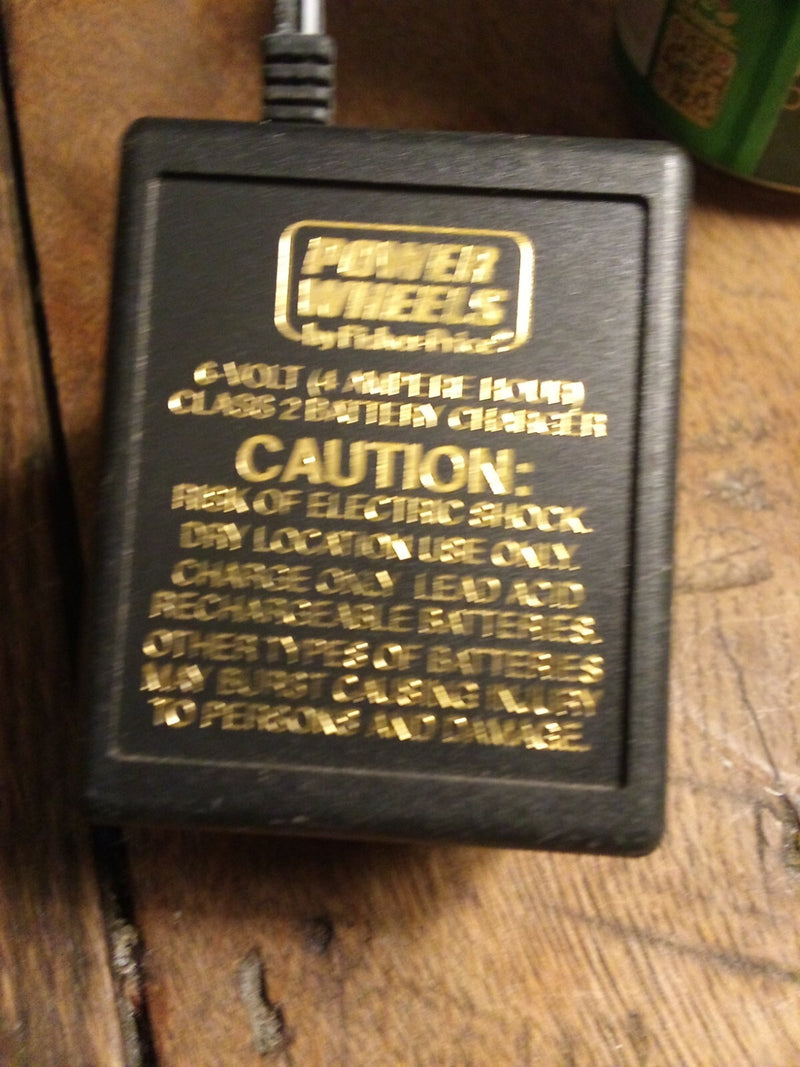 POWER
WHEELS
by Fisher-Price
6-VOLT (4 AMPERE HOUR)
CLASS 2 BATTERY CHARGER
CAUTION:
RISK OF ELECTRIC SHOCK.
DRY LOCATION USE ONLY.
CHARGE ONLY LEAD ACID
RECHARGEABLE BATTERIES.
OTHER TYPES OF BATTERIES
MAY BURST CAUSING INJURY
TO PERSONS AND DAMAGE.